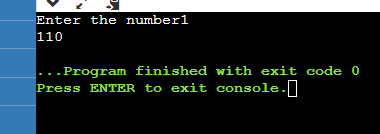 Enter the number1
110
...Program finished with exit code 0
Press ENTER to exit console.